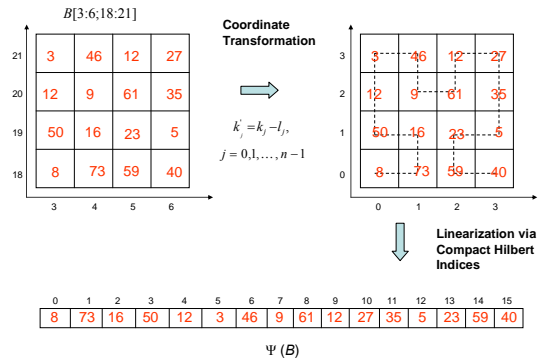 B[3:6;18:21]
Coordinate
Transformation
21 3 46 12 27 3 3 46 12 27
20 12 9 61 35 2 12 9 61 35
19 50 16 23 5 1 50 16 23 5
18 8 73 59 40 0 8 73 59 40
3 4 5 6 0 1 2 3
k'j = kj − lj,
j = 0,1,…,n−1
Linearization via
Compact Hilbert
Indices
0 1 2 3 4 5 6 7 8 9 10 11 12 13 14 15
8 73 16 50 12 3 46 9 61 12 27 35 5 23 59 40
Ψ (B)